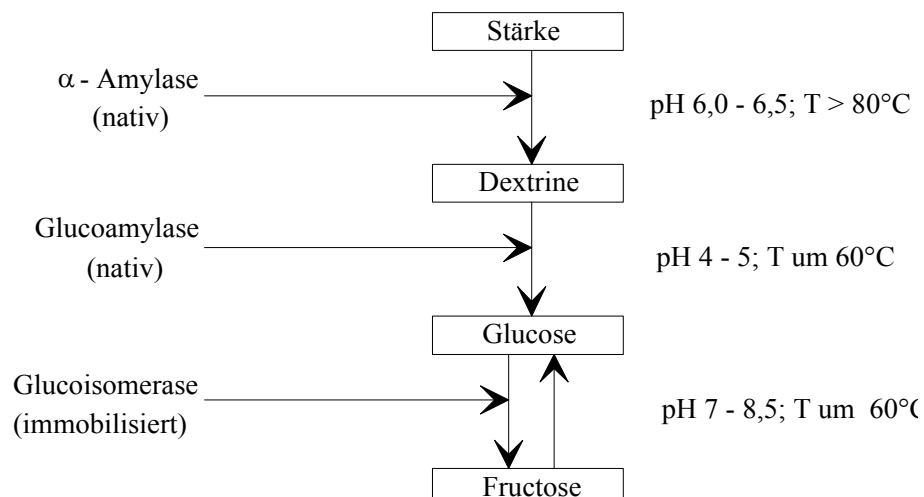 Stärke
α - Amylase
(nativ)
pH 6,0 - 6,5; T > 80°C
Dextrine
Glucoamylase
(nativ)
pH 4 - 5; T um 60°C
Glucose
Glucoisomerase
(immobilisiert)
pH 7 - 8,5; T um 60°C
Fructose